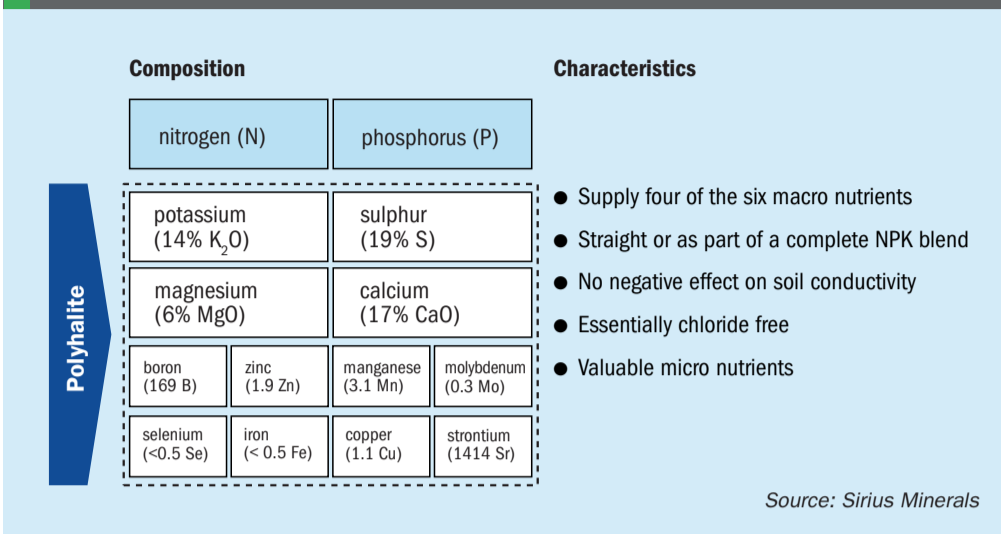 Composition
Characteristics
nitrogen (N)
phosphorus (P)
Polyhalite
potassium
(14% K₂O)
sulphur
(19% S)
magnesium
(6% MgO)
calcium
(17% CaO)
boron
(169 B)
zinc
(1.9 Zn)
manganese
(3.1 Mn)
molybdenum
(0.3 Mo)
selenium
(<0.5 Se)
iron
(< 0.5 Fe)
copper
(1.1 Cu)
strontium
(1414 Sr)
● Supply four of the six macro nutrients
● Straight or as part of a complete NPK blend
● No negative effect on soil conductivity
● Essentially chloride free
● Valuable micro nutrients
Source: Sirius Minerals